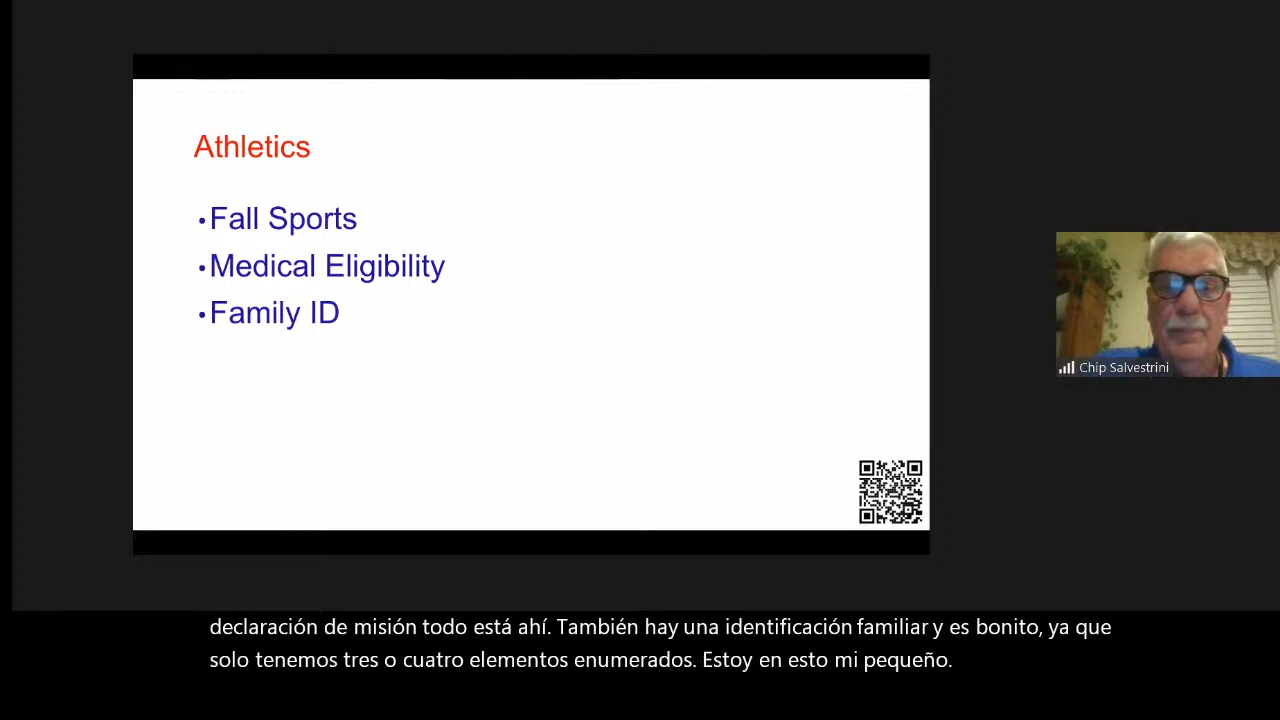 Athletics
• Fall Sports
• Medical Eligibility
• Family ID
Chip Salvestrini
declaración de misión todo está ahí. También hay una identificación familiar y es bonito, ya que
solo tenemos tres o cuatro elementos enumerados. Estoy en esto mi pequeño.